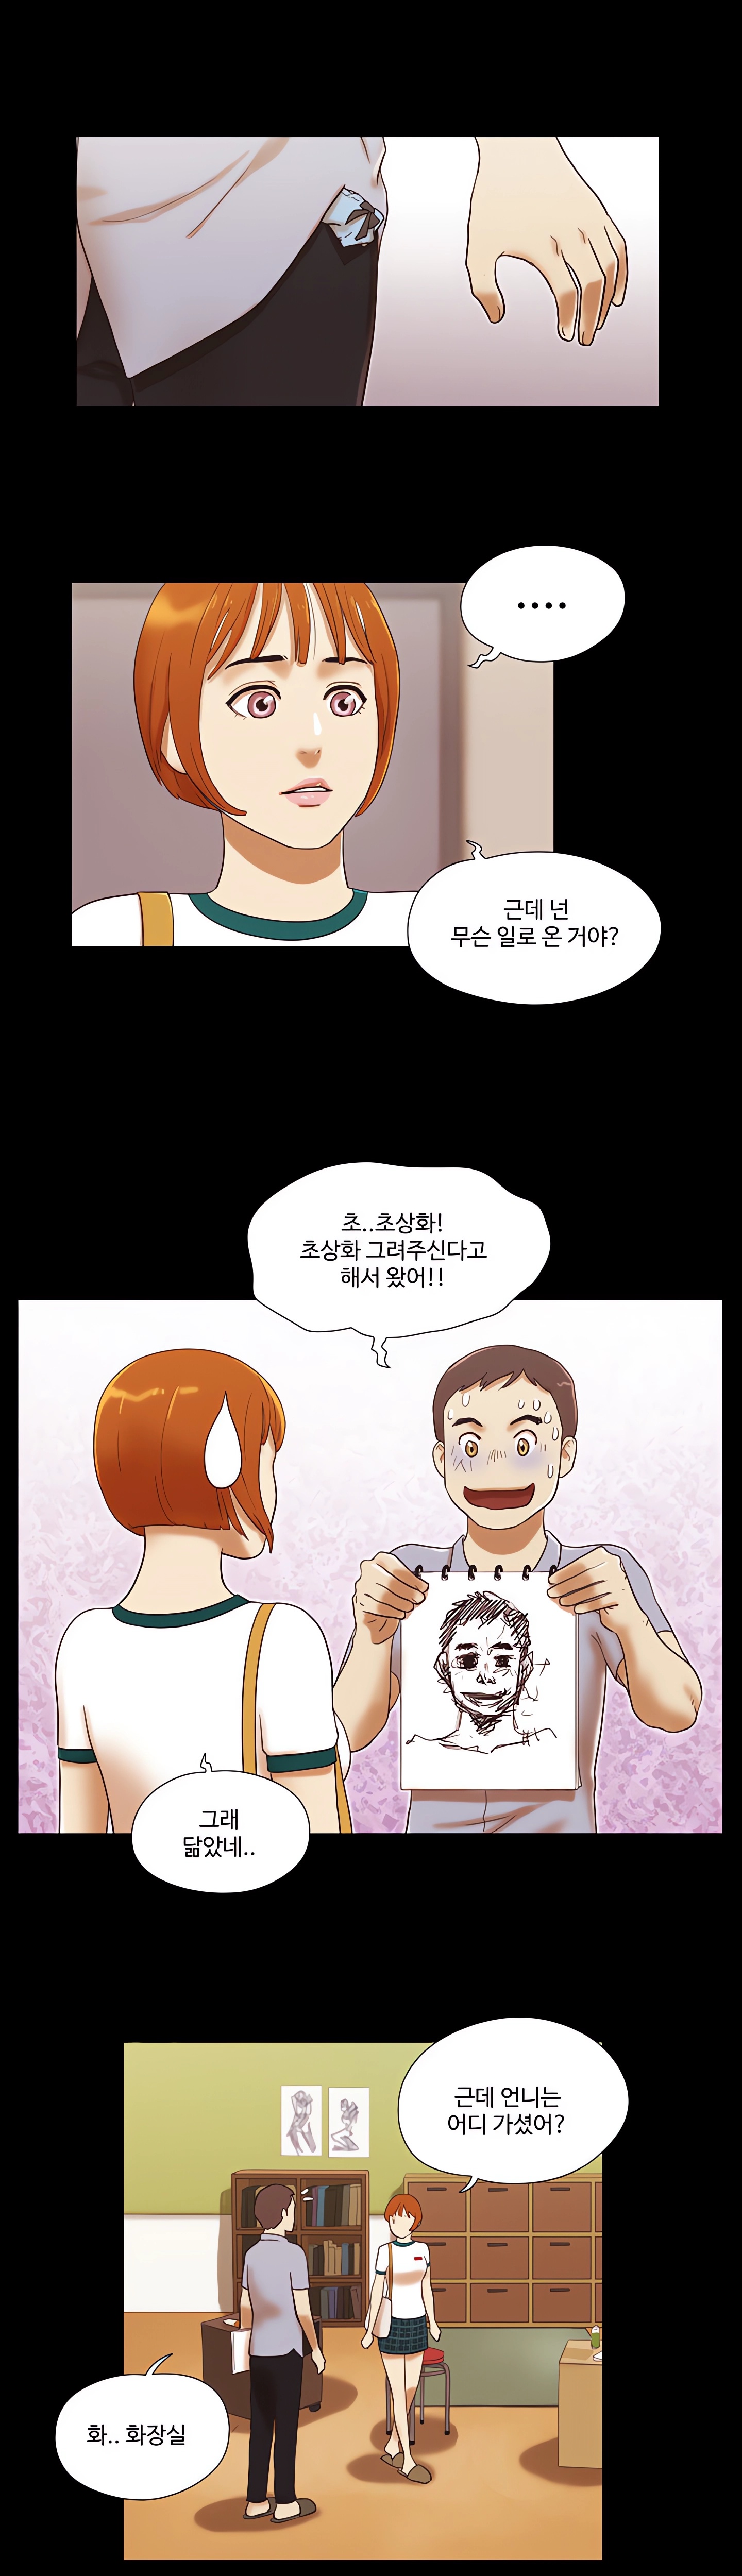 ....
근데 넌
무슨 일로 온 거야?
초..초상화!
초상화 그려주신다고
해서 왔어!!
그래
닮았네..
근데 언니는
어디 가셨어?
화.. 화장실